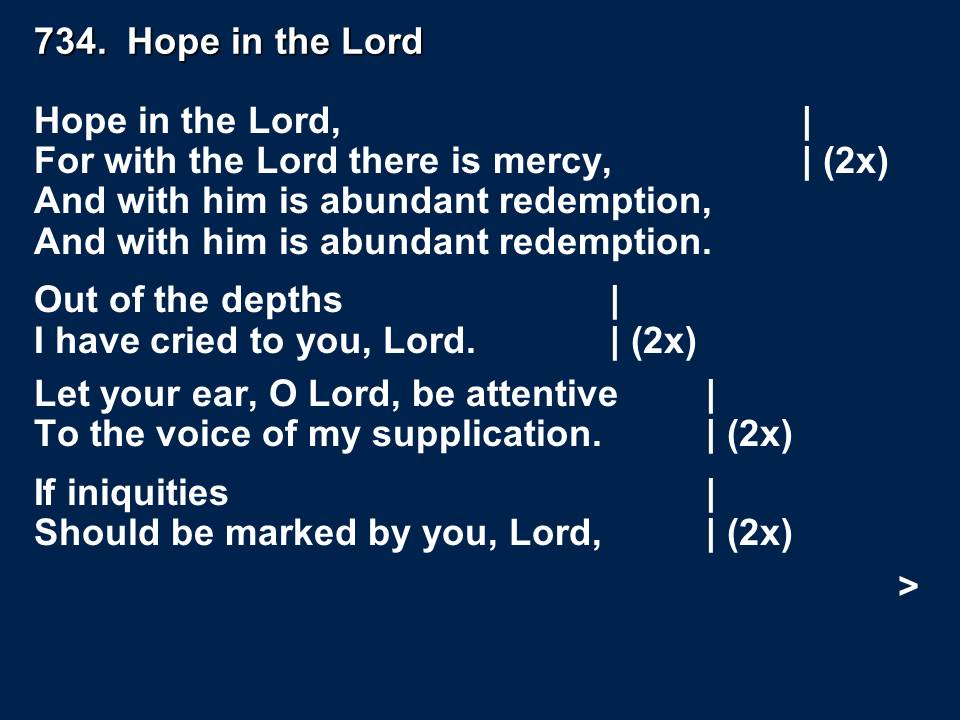 734.  Hope in the Lord
Hope in the Lord, |
For with the Lord there is mercy, | (2x)
And with him is abundant redemption,
And with him is abundant redemption.
Out of the depths |
I have cried to you, Lord. | (2x)
Let your ear, O Lord, be attentive |
To the voice of my supplication. | (2x)
If iniquities |
Should be marked by you, Lord, | (2x)
>